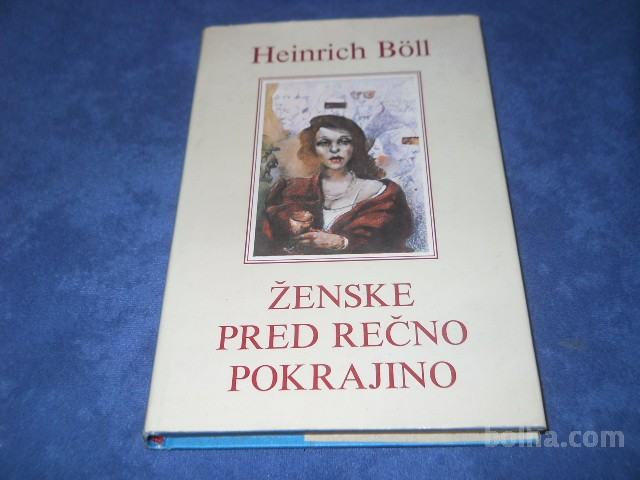 Heinrich Böll
ŽENSKE
PRED REČNO
POKRAJINO
bolha.com